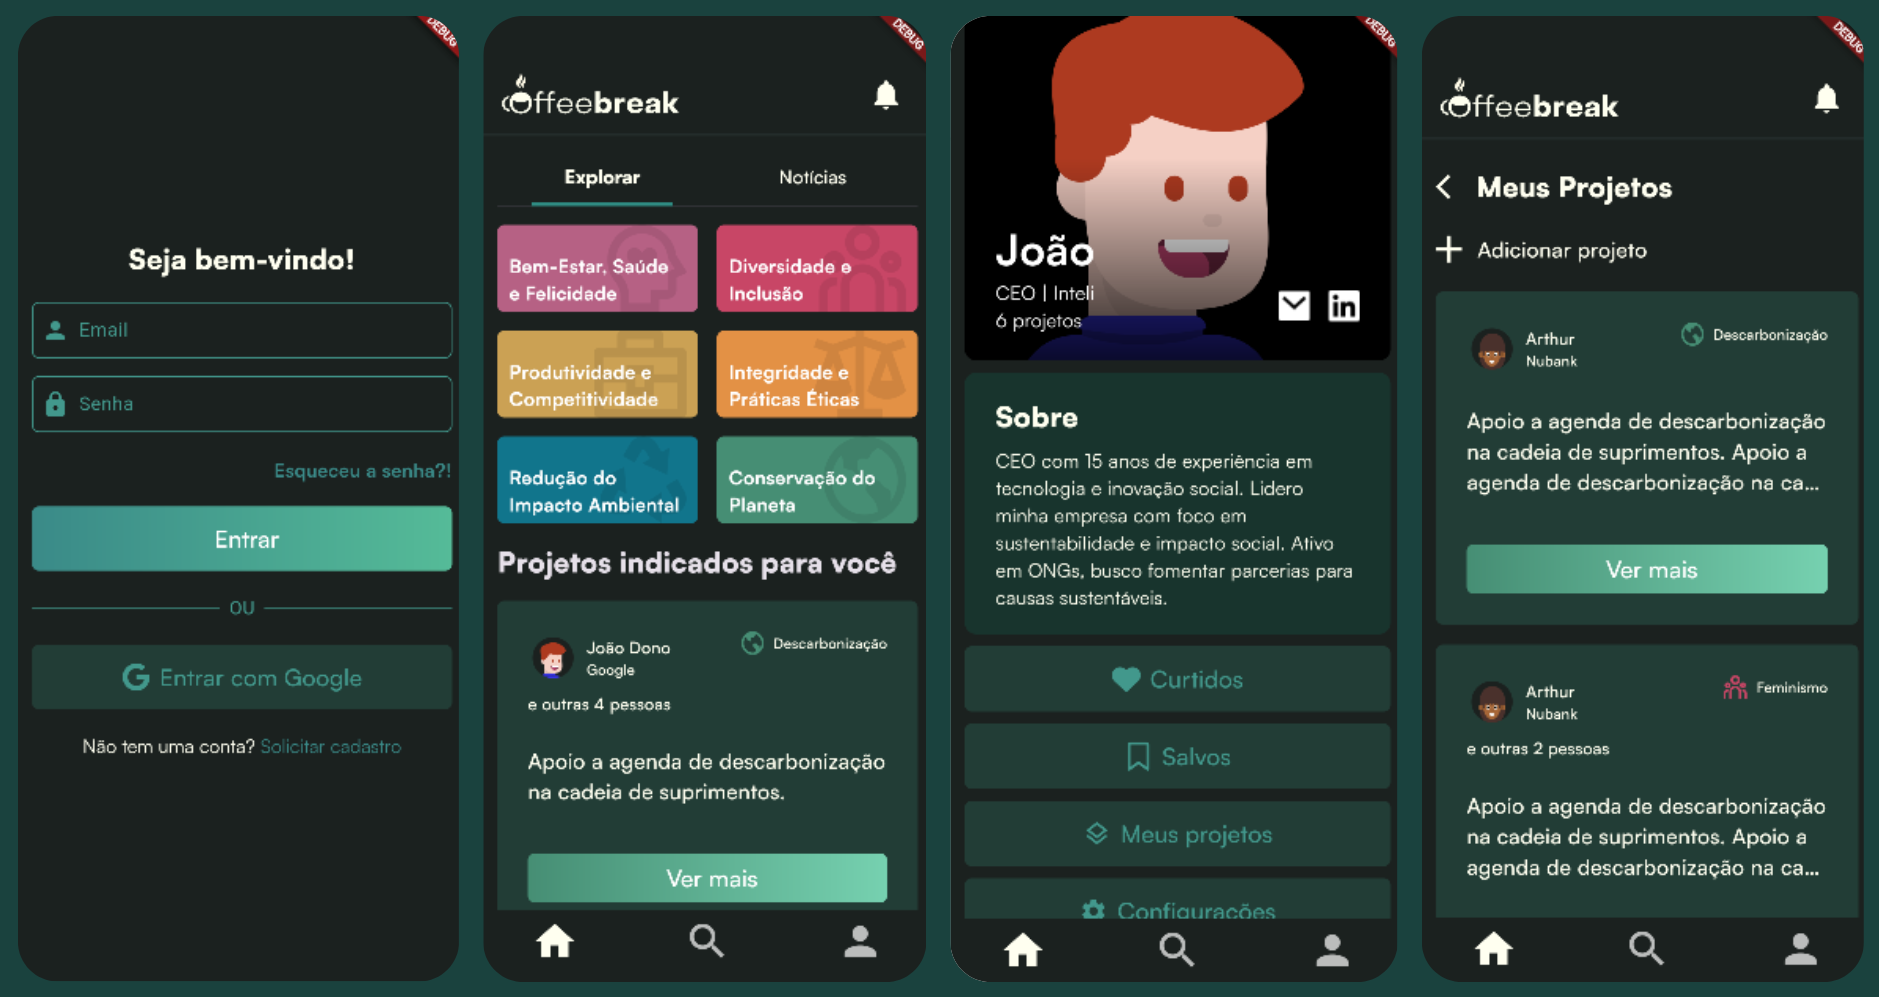 DEBUG
Seja bem-vindo!
Email
Senha
Esqueceu a senha?!
Entrar
OU
Entrar com Google
Não tem uma conta? Solicitar cadastro
DEBUG
coffeebreak
Explorar
Notícias
Bem-Estar, Saúde
e Felicidade
Diversidade e
Inclusão
Produtividade e
Competitividade
Integridade e
Práticas Éticas
Redução do
Impacto Ambiental
Conservação do
Planeta
Projetos indicados para você
João Dono
Google
Descarbonização
e outras 4 pessoas
Apoio a agenda de descarbonização
na cadeia de suprimentos.
Ver mais
DEBUG
João
CEO | Inteli
6 projetos
in
Sobre
CEO com 15 anos de experiência em
tecnologia e inovação social. Lidero
minha empresa com foco em
sustentabilidade e impacto social. Ativo
em ONGs, busco fomentar parcerias para
causas sustentáveis.
Curtidos
Salvos
Meus projetos
Configurações
DEBUG
coffeebreak
Meus Projetos
Adicionar projeto
Arthur
Nubank
Descarbonização
Apoio a agenda de descarbonização
na cadeia de suprimentos. Apoio a
agenda de descarbonização na ca...
Ver mais
Arthur
Nubank
Feminismo
e outras 2 pessoas
Apoio a agenda de descarbonização
na cadeia de suprimentos. Apoio a
agenda de descarbonização na ca...